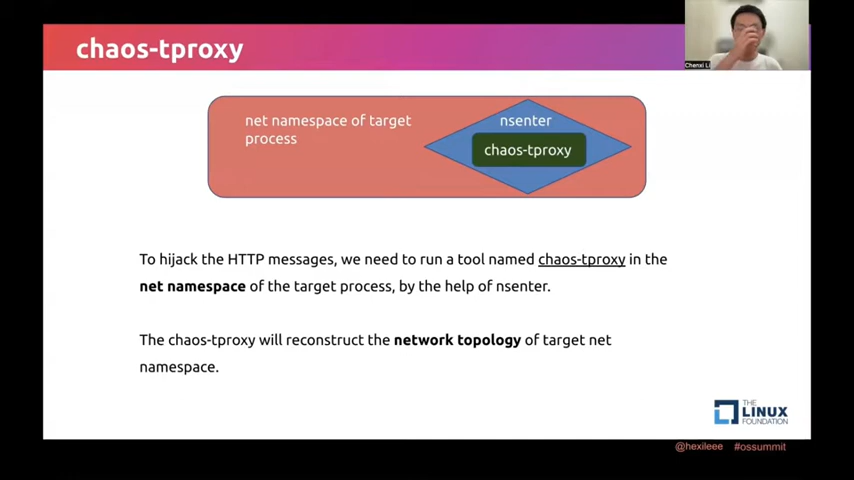 chaos-tproxy
Chenxi Li
net namespace of target
process
nsenter
chaos-tproxy
To hijack the HTTP messages, we need to run a tool named chaos-tproxy in the
net namespace of the target process, by the help of nsenter.
The chaos-tproxy will reconstruct the network topology of target net
namespace.
THE
LINUX
FOUNDATION
@hexileee #ossummit